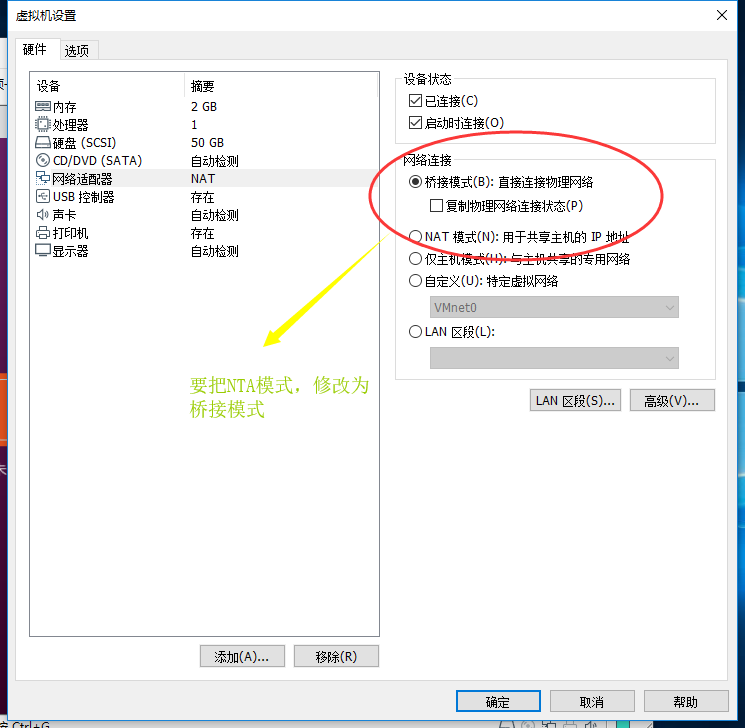 虚拟机设置
硬件 选项
设备 摘要
内存 2 GB
处理器 1
硬盘 (SCSI) 50 GB
CD/DVD (SATA) 自动检测
网络适配器 NAT
USB 控制器 存在
声卡 自动检测
打印机 存在
显示器 自动检测
要把NTA模式，修改为
桥接模式
添加(A)... 移除(R)
设备状态
已连接(C)
启动时连接(O)
网络连接
桥接模式(B): 直接连接物理网络
复制物理网络连接状态(P)
NAT 模式(N): 用于共享主机的 IP 地址
仅主机模式(H): 与主机共享的专用网络
自定义(U): 特定虚拟网络
VMnet0
LAN 区段(L):
LAN 区段(S)... 高级(V)...
确定 取消 帮助
Ctrl+G